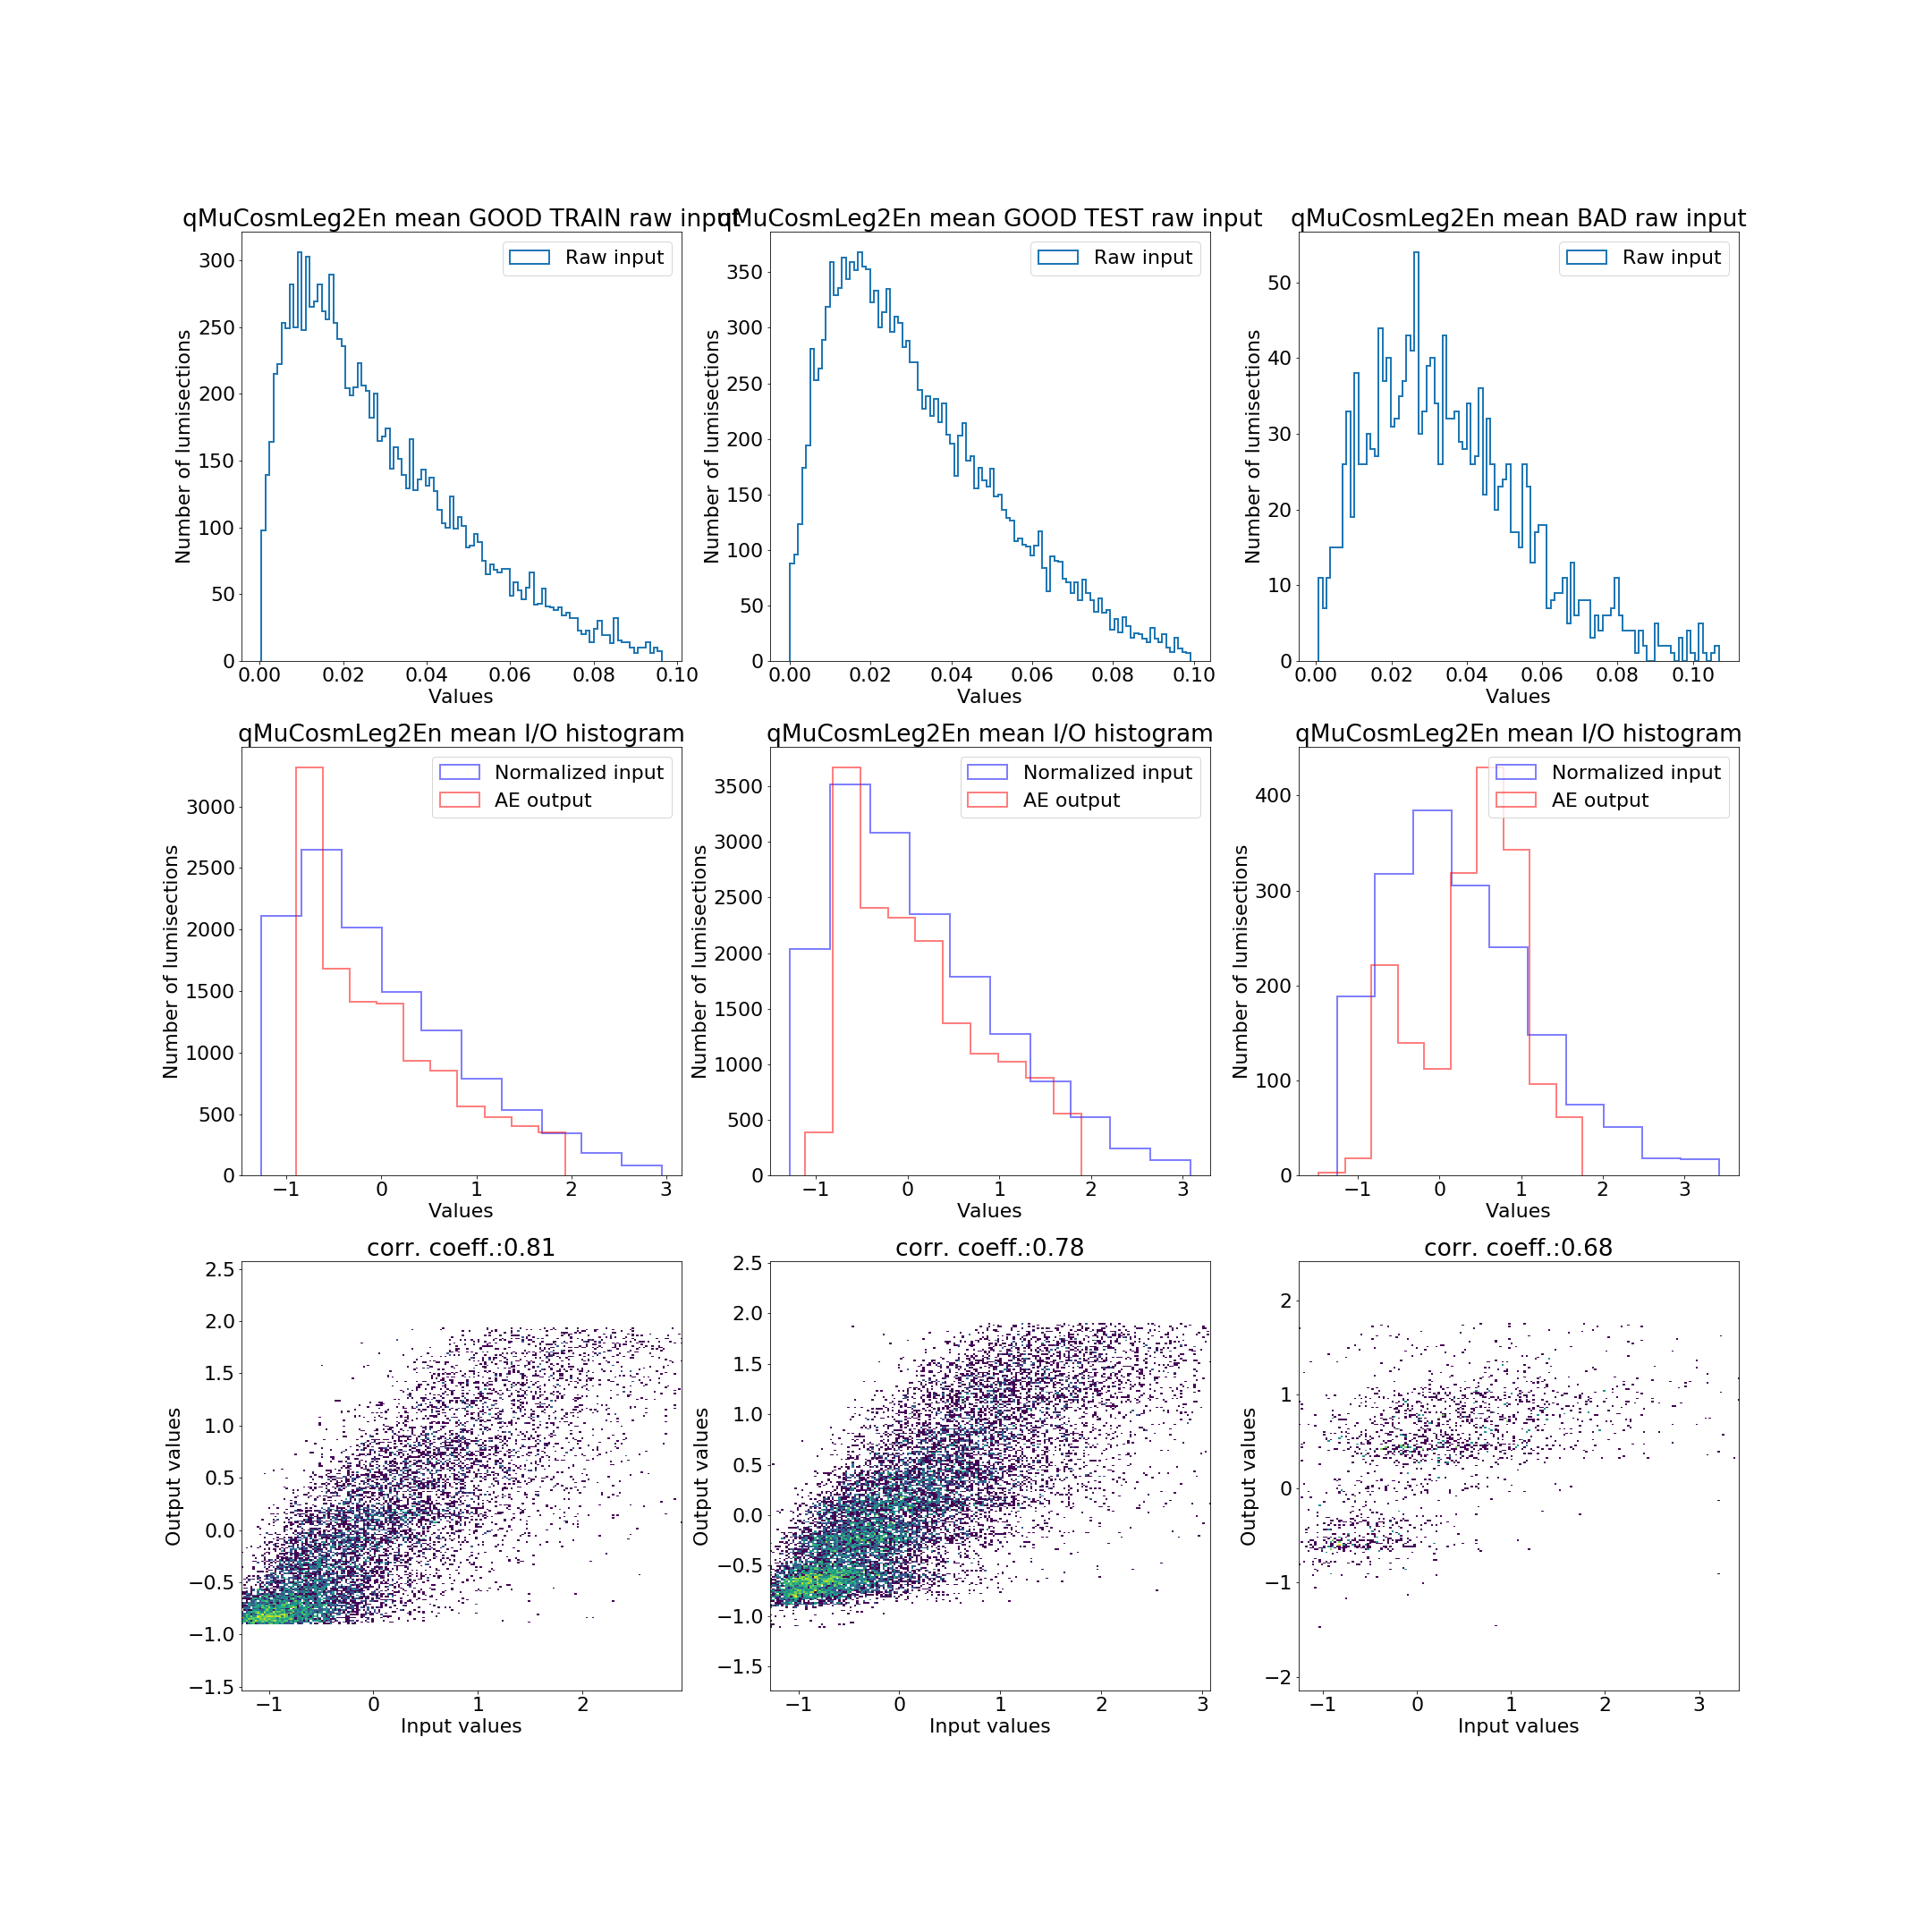 qMuCosmLeg2En mean GOOD TRAIN raw input
qMuCosmLeg2En mean GOOD TEST raw input
qMuCosmLeg2En mean BAD raw input
Raw input
Raw input
Raw input
Number of lumisections
300
250
200
150
100
50
0
0.00 0.02 0.04 0.06 0.08 0.10
Values
Number of lumisections
350
300
250
200
150
100
50
0
0.00 0.02 0.04 0.06 0.08 0.10
Values
Number of lumisections
50
40
30
20
10
0
0.00 0.02 0.04 0.06 0.08 0.10
Values
qMuCosmLeg2En mean I/O histogram
Normalized input
AE output
Number of lumisections
3000
2500
2000
1500
1000
500
0
−1 0 1 2 3
Values
qMuCosmLeg2En mean I/O histogram
Normalized input
AE output
Number of lumisections
3500
3000
2500
2000
1500
1000
500
0
−1 0 1 2 3
Values
qMuCosmLeg2En mean I/O histogram
Normalized input
AE output
Number of lumisections
400
300
200
100
0
−1 0 1 2 3
Values
corr. coeff.:0.81
Output values
2.5
2.0
1.5
1.0
0.5
0.0
−0.5
−1.0
−1.5
−1 0 1 2
Input values
corr. coeff.:0.78
Output values
2.5
2.0
1.5
1.0
0.5
0.0
−0.5
−1.0
−1.5
−1 0 1 2 3
Input values
corr. coeff.:0.68
Output values
2
1
0
−1
−2
−1 0 1 2 3
Input values